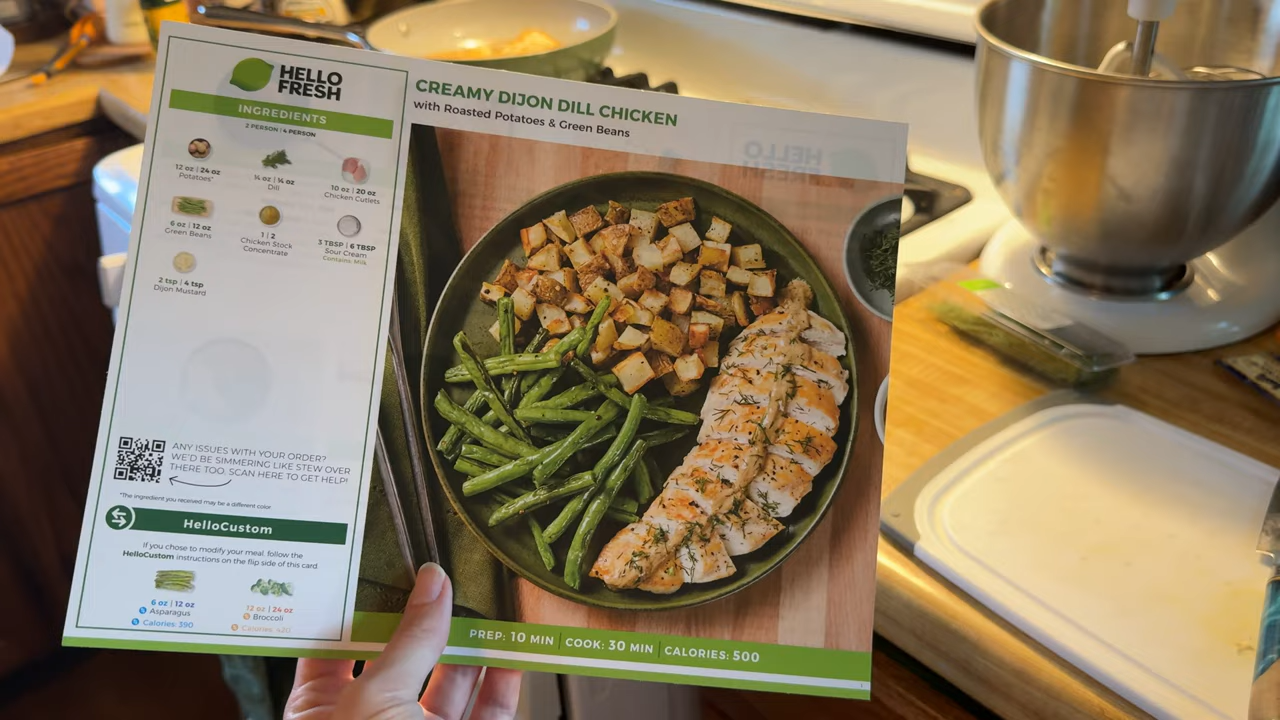 HELLO
FRESH
INGREDIENTS
2 PERSON | 4 PERSON
12 oz | 24 oz
Potatoes*
¼ oz | ¼ oz
Dill
10 oz | 20 oz
Chicken Cutlets
6 oz | 12 oz
Green Beans
1 | 2
Chicken Stock
Concentrate
3 TBSP | 6 TBSP
Sour Cream
Contains: Milk
2 tsp | 4 tsp
Dijon Mustard
ANY ISSUES WITH YOUR ORDER?
WE'D BE SIMMERING LIKE STEW OVER
THERE TOO. SCAN HERE TO GET HELP!
*The ingredient you received may be a different color.
HelloCustom
If you chose to modify your meal, follow the
HelloCustom instructions on the flip side of this card.
6 oz | 12 oz
Asparagus
Calories: 390
12 oz | 24 oz
Broccoli
Calories: 420
CREAMY DIJON DILL CHICKEN
with Roasted Potatoes & Green Beans
HELLO
FRESH
PREP: 10 MIN | COOK: 30 MIN | CALORIES: 500